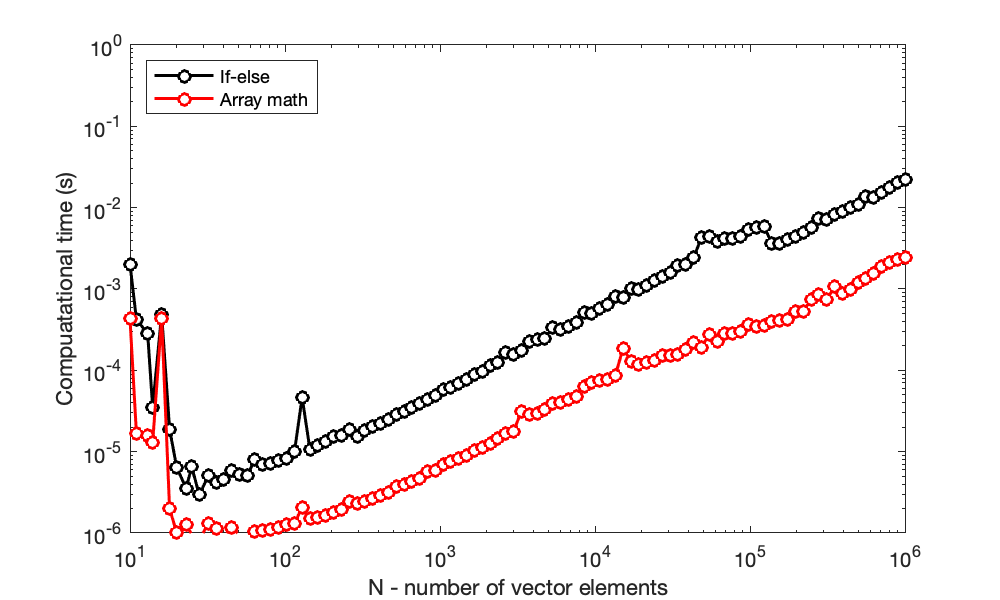 10^0
10^-1
10^-2
10^-3
10^-4
10^-5
10^-6
Compuatational time (s)
If-else
Array math
10^1 10^2 10^3 10^4 10^5 10^6
N - number of vector elements